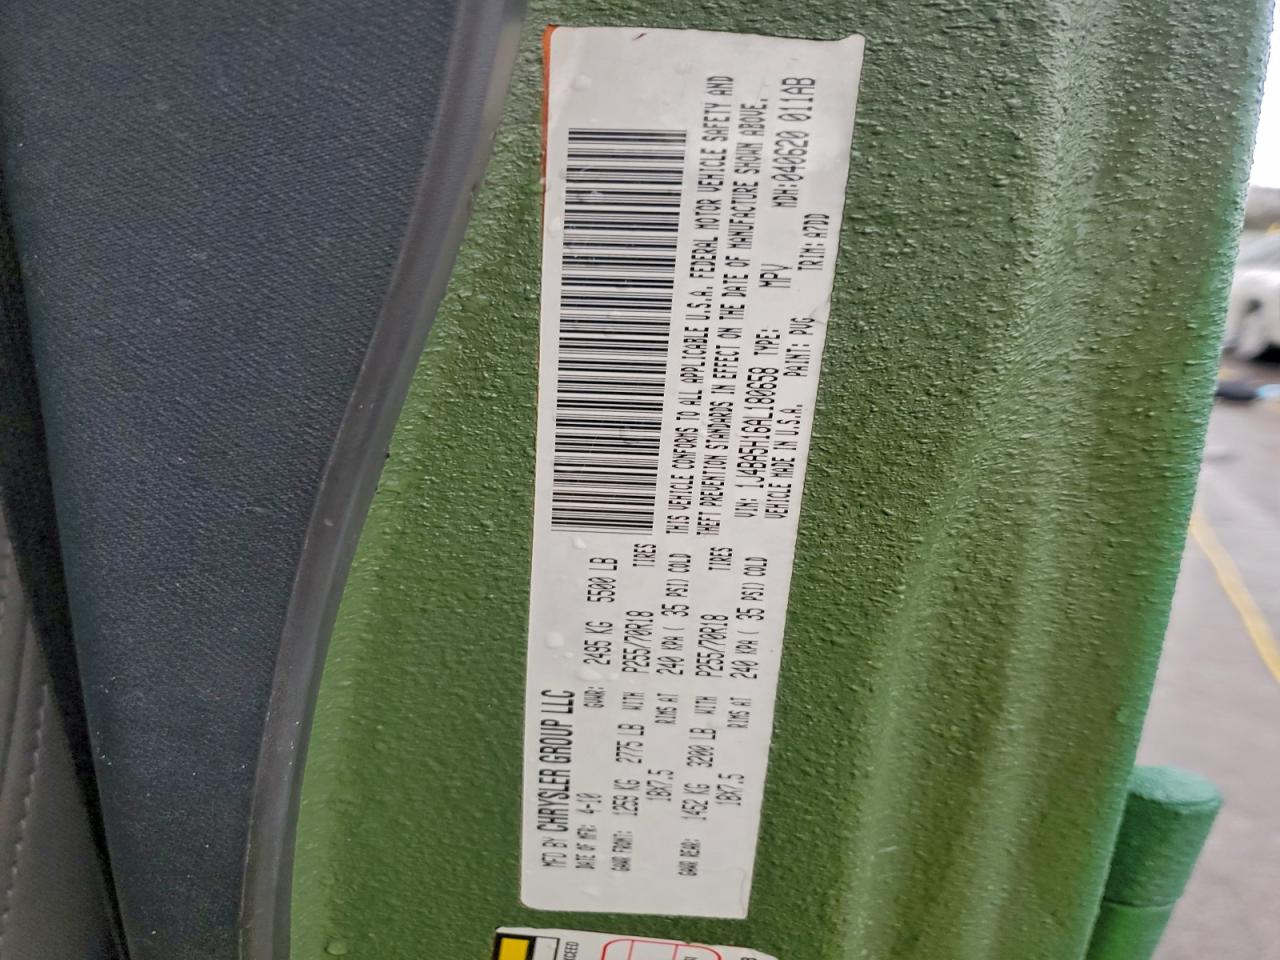 MFD BY CHRYSLER GROUP LLC
DATE OF MFR: 4-10 GVWR: 2495 KG 5500 LB
GAWR FRONT: 1259 KG 2775 LB WITH P255/70R18 TIRES
18X7.5 RIMS AT 240 KPA ( 35 PSI) COLD
GAWR REAR: 1452 KG 3200 LB WITH P255/70R18 TIRES
18X7.5 RIMS AT 240 KPA ( 35 PSI) COLD
THIS VEHICLE CONFORMS TO ALL APPLICABLE U.S.A. FEDERAL MOTOR VEHICLE SAFETY AND
THEFT PREVENTION STANDARDS IN EFFECT ON THE DATE OF MANUFACTURE SHOWN ABOVE.
VIN: 1J4BA5H16AL180658 TYPE: MPV MDH:040620 011AB
VEHICLE MADE IN U.S.A. PAINT: PVG TRIM: A7DD